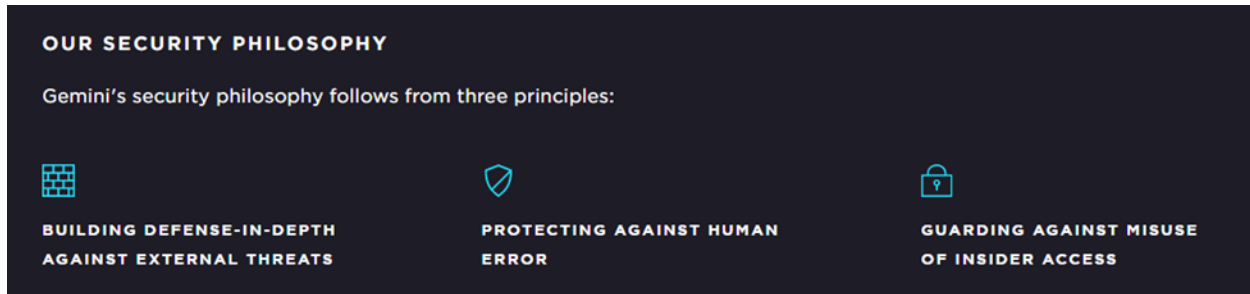 OUR SECURITY PHILOSOPHY
Gemini's security philosophy follows from three principles:
BUILDING DEFENSE-IN-DEPTH
AGAINST EXTERNAL THREATS
PROTECTING AGAINST HUMAN
ERROR
GUARDING AGAINST MISUSE
OF INSIDER ACCESS